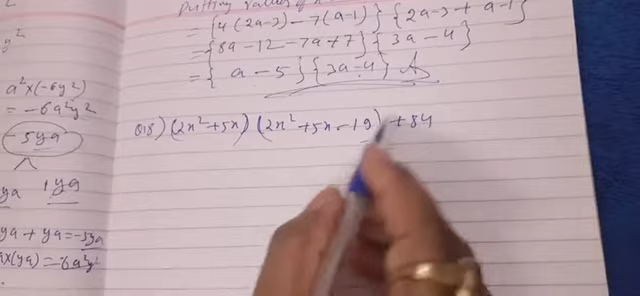 y²
a²x(-6y²)
= -6a²y²
-5ya
ya 1ya
ya + ya = -5ya
x(ya) = -6a²y²
Putting values of
= {4(2a-3) - 7(a-1)} {2a-3 + a-1}
= {8a - 12 - 7a + 7} {3a - 4}
= {a - 5} {3a - 4} A
Q18) (2x² + 5x) (2x² + 5x - 19) + 84